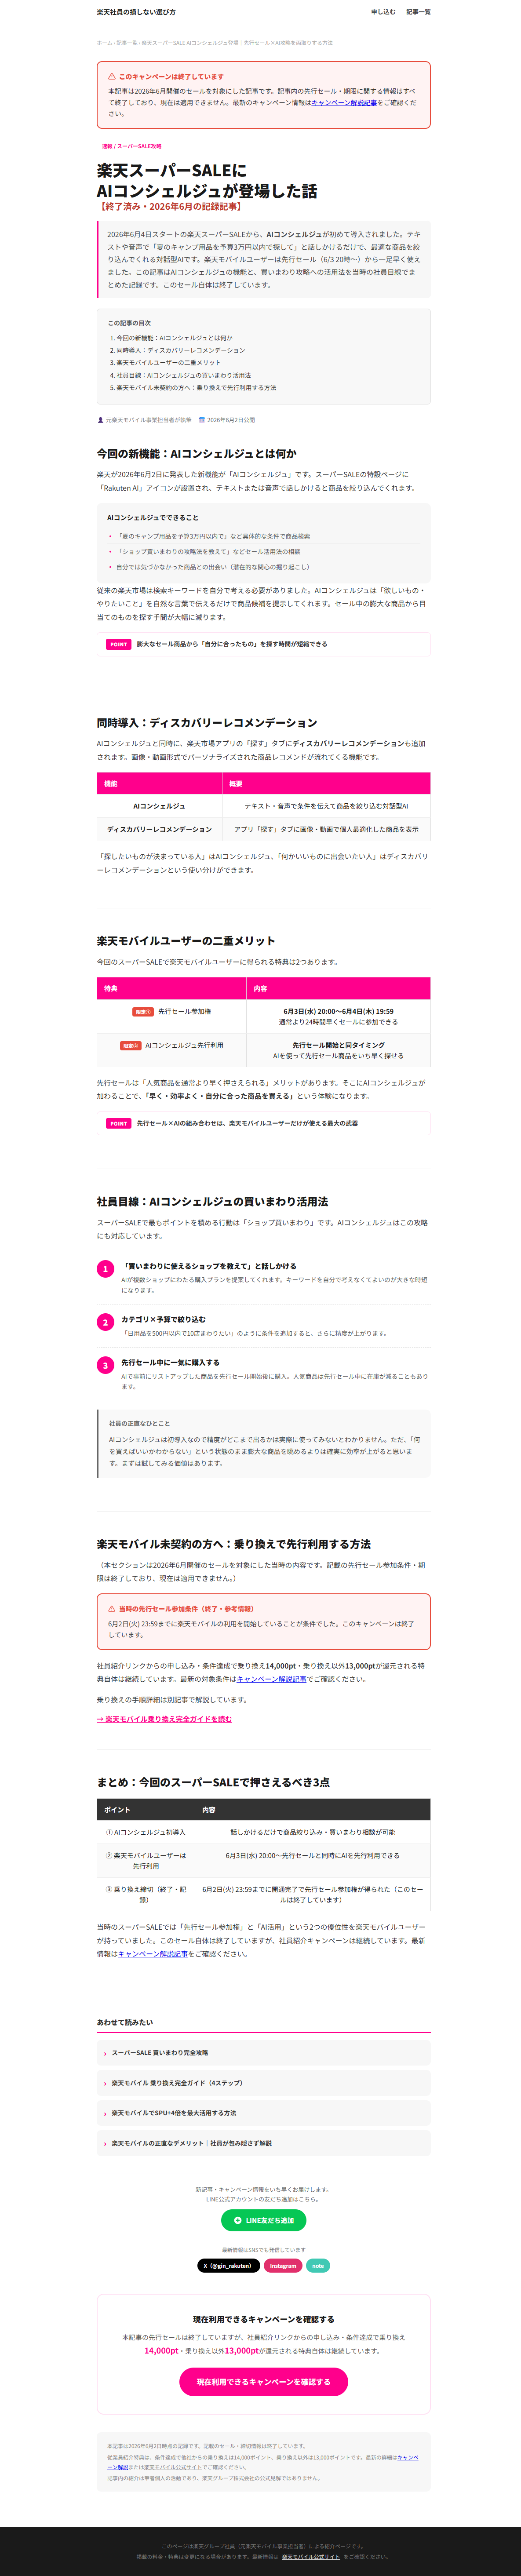 楽天社員の損しない選び方
申し込む
記事一覧
ホーム › 記事一覧 › 楽天スーパーSALE AIコンシェルジュ登場｜先行セール×AI攻略を両取りする方法
⚠ このキャンペーンは終了しています
本記事は2026年6月開催のセールを対象にした記事です。記事内の先行セール・期限に関する情報はすべ
て終了しており、現在は適用できません。最新のキャンペーン情報はキャンペーン解説記事をご確認くだ
さい。
速報 / スーパーSALE攻略
楽天スーパーSALEに
AIコンシェルジュが登場した話
【終了済み・2026年6月の記録記事】
2026年6月4日スタートの楽天スーパーSALEから、AIコンシェルジュが初めて導入されました。テキ
ストや音声で「夏のキャンプ用品を予算3万円以内で探して」と話しかけるだけで、最適な商品を絞
り込んでくれる対話型AIです。楽天モバイルユーザーは先行セール（6/3 20時〜）から一足早く使え
ました。この記事はAIコンシェルジュの機能と、買いまわり攻略への活用法を当時の社員目線でま
とめた記録です。このセール自体は終了しています。
この記事の目次
1. 今回の新機能：AIコンシェルジュとは何か
2. 同時導入：ディスカバリーレコメンデーション
3. 楽天モバイルユーザーの二重メリット
4. 社員目線：AIコンシェルジュの買いまわり活用法
5. 楽天モバイル未契約の方へ：乗り換えで先行利用する方法
元楽天モバイル事業担当者が執筆
2026年6月2日公開
今回の新機能：AIコンシェルジュとは何か
楽天が2026年6月2日に発表した新機能が「AIコンシェルジュ」です。スーパーSALEの特設ページに
「Rakuten AI」アイコンが設置され、テキストまたは音声で話しかけると商品を絞り込んでくれます。
AIコンシェルジュでできること
• 「夏のキャンプ用品を予算3万円以内で」など具体的な条件で商品検索
• 「ショップ買いまわりの攻略法を教えて」などセール活用法の相談
• 自分では気づかなかった商品との出会い（潜在的な関心の掘り起こし）
従来の楽天市場は検索キーワードを自分で考える必要がありました。AIコンシェルジュは「欲しいもの・
やりたいこと」を自然な言葉で伝えるだけで商品候補を提示してくれます。セール中の膨大な商品から目
当てのものを探す手間が大幅に減ります。
POINT 膨大なセール商品から「自分に合ったもの」を探す時間が短縮できる
同時導入：ディスカバリーレコメンデーション
AIコンシェルジュと同時に、楽天市場アプリの「探す」タブにディスカバリーレコメンデーションも追加
されます。画像・動画形式でパーソナライズされた商品レコメンドが流れてくる機能です。
機能 概要
AIコンシェルジュ テキスト・音声で条件を伝えて商品を絞り込む対話型AI
ディスカバリーレコメンデーション アプリ「探す」タブに画像・動画で個人最適化した商品を表示
「探したいものが決まっている人」はAIコンシェルジュ、「何かいいものに出会いたい人」はディスカバリ
ーレコメンデーションという使い分けができます。
楽天モバイルユーザーの二重メリット
今回のスーパーSALEで楽天モバイルユーザーに得られる特典は2つあります。
特典 内容
限定① 先行セール参加権 6月3日(水) 20:00〜6月4日(木) 19:59
通常より24時間早くセールに参加できる
限定② AIコンシェルジュ先行利用 先行セール開始と同タイミング
AIを使って先行セール商品をいち早く探せる
先行セールは「人気商品を通常より早く押さえられる」メリットがあります。そこにAIコンシェルジュが
加わることで、「早く・効率よく・自分に合った商品を買える」という体験になります。
POINT 先行セール×AIの組み合わせは、楽天モバイルユーザーだけが使える最大の武器
社員目線：AIコンシェルジュの買いまわり活用法
スーパーSALEで最もポイントを積める行動は「ショップ買いまわり」です。AIコンシェルジュはこの攻略
にも対応しています。
1 「買いまわりに使えるショップを教えて」と話しかける
AIが複数ショップにわたる購入プランを提案してくれます。キーワードを自分で考えなくてよいのが大きな時短
になります。
2 カテゴリ×予算で絞り込む
「日用品を500円以内で10店まわりたい」のように条件を追加すると、さらに精度が上がります。
3 先行セール中に一気に購入する
AIで事前にリストアップした商品を先行セール開始後に購入。人気商品は先行セール中に在庫が減ることもあり
ます。
社員の正直なひとこと
AIコンシェルジュは初導入なので精度がどこまで出るかは実際に使ってみないとわかりません。ただ、「何
を買えばいいかわからない」という状態のまま膨大な商品を眺めるよりは確実に効率が上がると思いま
す。まずは試してみる価値はあります。
楽天モバイル未契約の方へ：乗り換えで先行利用する方法
（本セクションは2026年6月開催のセールを対象にした当時の内容です。記載の先行セール参加条件・期
限は終了しており、現在は適用できません。）
⚠ 当時の先行セール参加条件（終了・参考情報）
6月2日(火) 23:59までに楽天モバイルの利用を開始していることが条件でした。このキャンペーンは終了
しています。
社員紹介リンクからの申し込み・条件達成で乗り換え14,000pt・乗り換え以外13,000ptが還元される特
典自体は継続しています。最新の対象条件はキャンペーン解説記事でご確認ください。
乗り換えの手順詳細は別記事で解説しています。
→ 楽天モバイル乗り換え完全ガイドを読む
まとめ：今回のスーパーSALEで押さえるべき3点
ポイント 内容
① AIコンシェルジュ初導入 話しかけるだけで商品絞り込み・買いまわり相談が可能
② 楽天モバイルユーザーは
先行利用 6月3日(水) 20:00〜先行セールと同時にAIを先行利用できる
③ 乗り換え締切（終了・記
録） 6月2日(火) 23:59までに開通完了で先行セール参加権が得られた（このセー
ルは終了しています）
当時のスーパーSALEでは「先行セール参加権」と「AI活用」という2つの優位性を楽天モバイルユーザー
が持っていました。このセール自体は終了していますが、社員紹介キャンペーンは継続しています。最新
情報はキャンペーン解説記事をご確認ください。
あわせて読みたい
› スーパーSALE 買いまわり完全攻略
› 楽天モバイル 乗り換え完全ガイド（4ステップ）
› 楽天モバイルでSPU+4倍を最大活用する方法
› 楽天モバイルの正直なデメリット｜社員が包み隠さず解説
新記事・キャンペーン情報をいち早くお届けします。
LINE公式アカウントの友だち追加はこちら。
LINE友だち追加
最新情報はSNSでも発信しています
X（@gin_rakuten）
Instagram
note
現在利用できるキャンペーンを確認する
本記事の先行セールは終了していますが、社員紹介リンクからの申し込み・条件達成で乗り換え
14,000pt・乗り換え以外13,000ptが還元される特典自体は継続しています。
現在利用できるキャンペーンを確認する
本記事は2026年6月2日時点の記録です。記載のセール・締切情報は終了しています。
従業員紹介特典は、条件達成で他社からの乗り換えは14,000ポイント、乗り換え以外は13,000ポイントです。最新の詳細はキャンペ
ーン解説または楽天モバイル公式サイトでご確認ください。
記事内の紹介は筆者個人の活動であり、楽天グループ株式会社の公式見解ではありません。
このページは楽天グループ社員（元楽天モバイル事業担当者）による紹介ページです。
掲載の料金・特典は変更になる場合があります。最新情報は 楽天モバイル公式サイト をご確認ください。